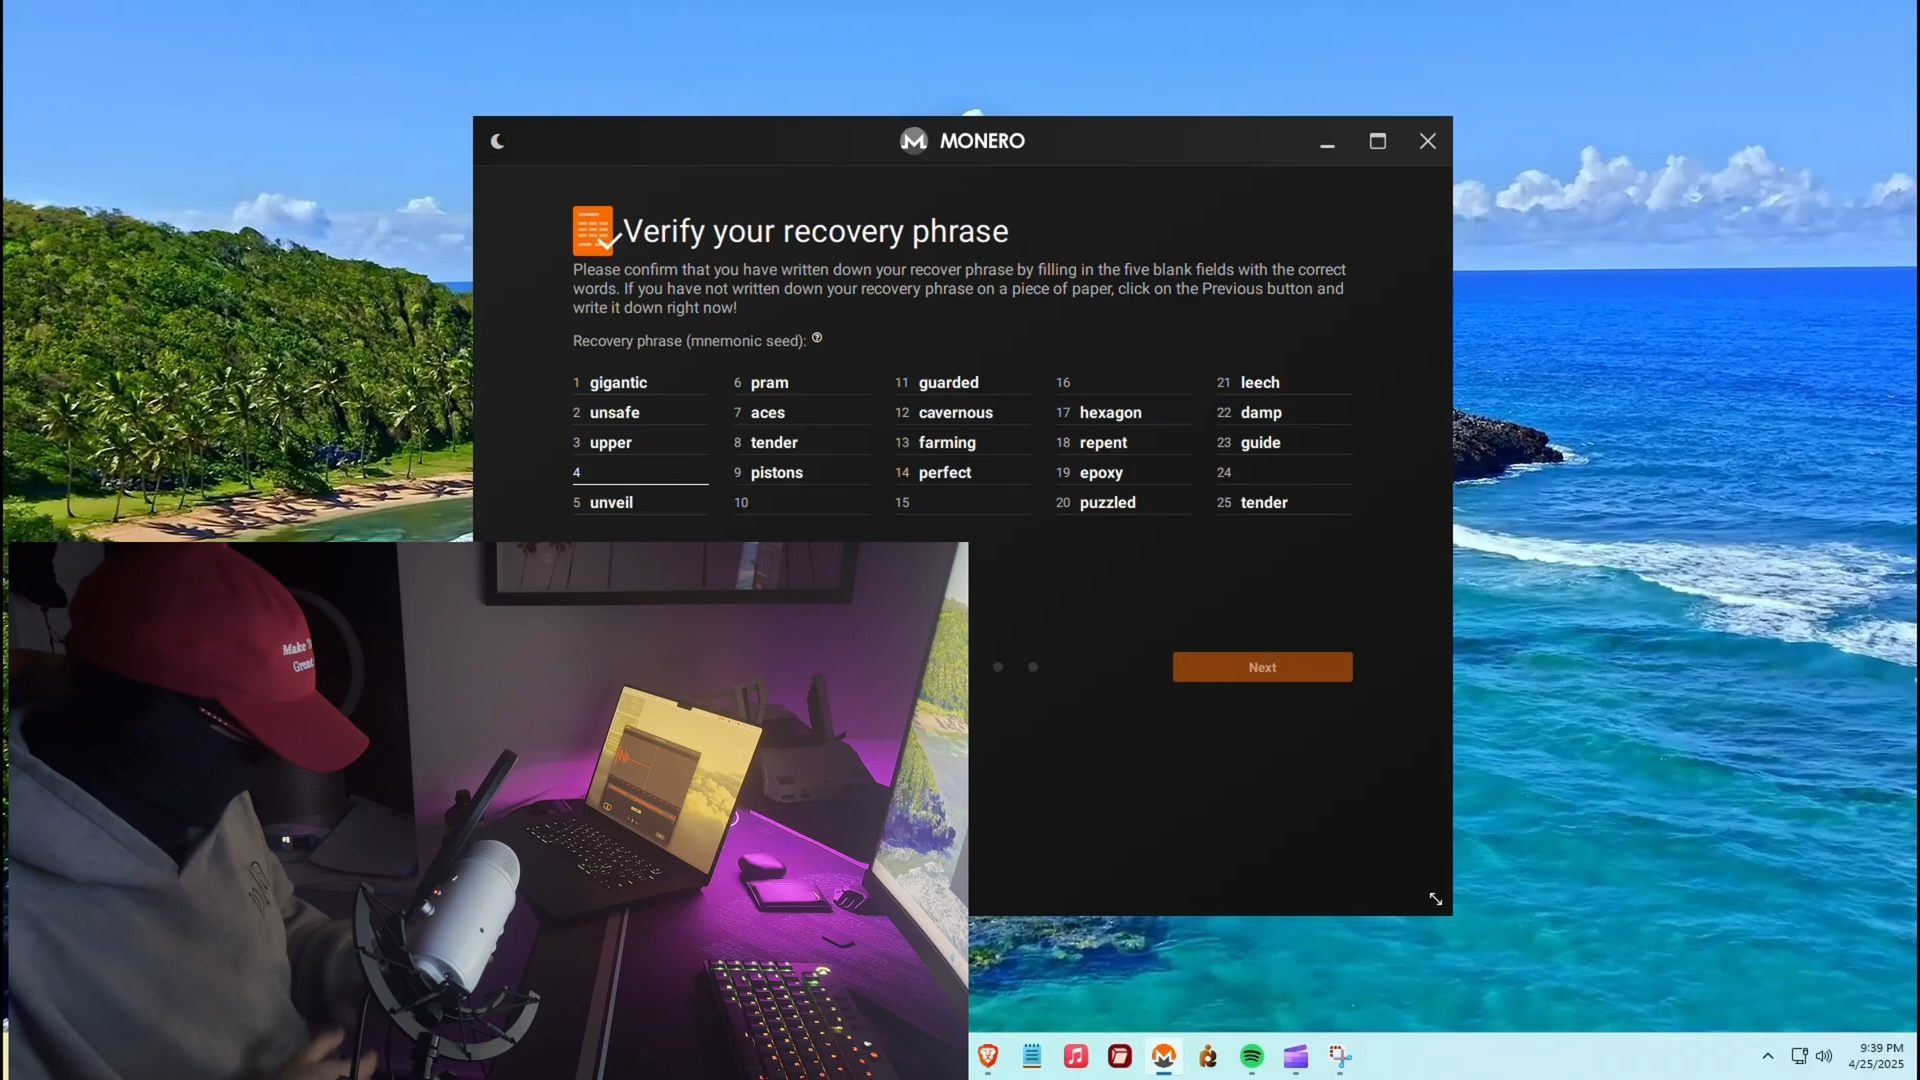 MONERO
Verify your recovery phrase
Please confirm that you have written down your recover phrase by filling in the five blank fields with the correct
words. If you have not written down your recovery phrase on a piece of paper, click on the Previous button and
write it down right now!
Recovery phrase (mnemonic seed):
1 gigantic
2 unsafe
3 upper
4
5 unveil
6 pram
7 aces
8 tender
9 pistons
10
11 guarded
12 cavernous
13 farming
14 perfect
15
16
17 hexagon
18 repent
19 epoxy
20 puzzled
21 leech
22 damp
23 guide
24
25 tender
Next
Make
Great
9:39 PM
4/25/2025